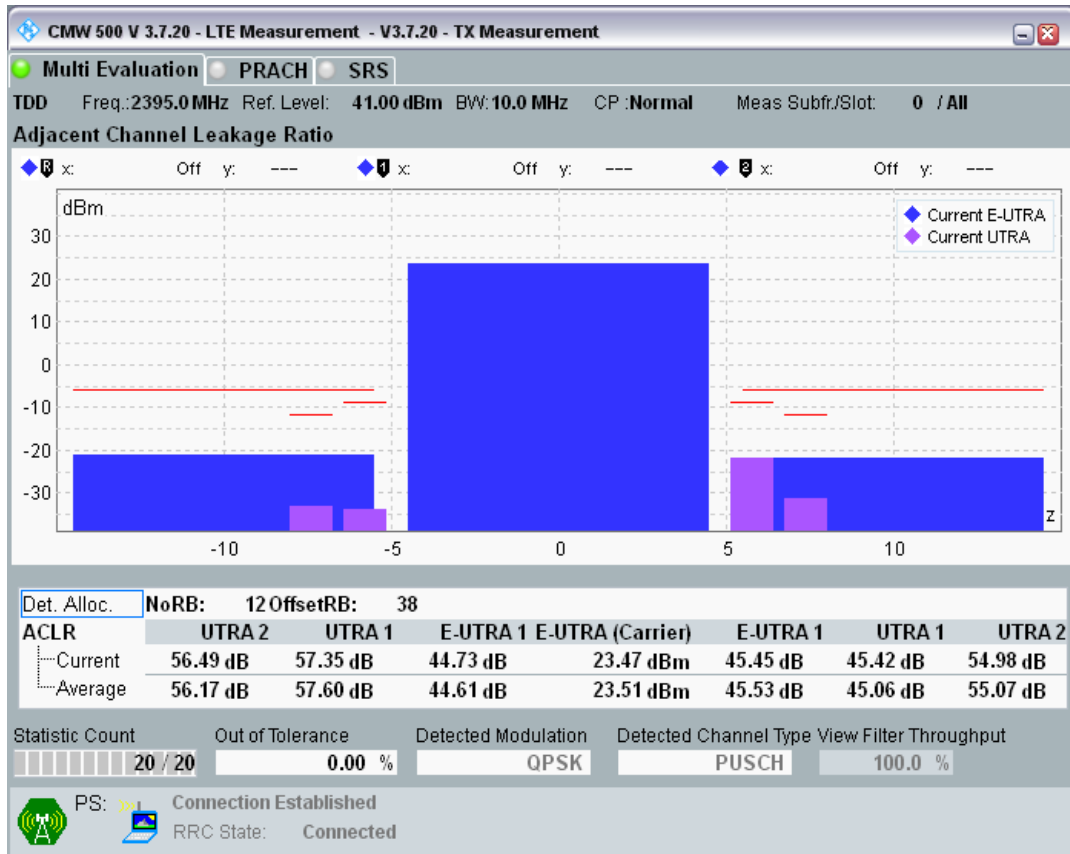 CMW 500 V 3.7.20 - LTE Measurement - V3.7.20 - TX Measurement
Multi Evaluation PRACH SRS
TDD Freq.:2395.0 MHz Ref. Level: 41.00 dBm BW:10.0 MHz CP :Normal Meas Subfr./Slot: 0 / All
Adjacent Channel Leakage Ratio
R x: Off y: --- 1 x: Off y: --- 2 x: Off y: ---
dBm
Current E-UTRA
Current UTRA
30
20
10
0
-10
-20
-30
z
-10 -5 0 5 10
Det. Alloc. NoRB: 12 OffsetRB: 38
ACLR UTRA 2 UTRA 1 E-UTRA 1 E-UTRA (Carrier) E-UTRA 1 UTRA 1 UTRA 2
Current 56.49 dB 57.35 dB 44.73 dB 23.47 dBm 45.45 dB 45.42 dB 54.98 dB
Average 56.17 dB 57.60 dB 44.61 dB 23.51 dBm 45.53 dB 45.06 dB 55.07 dB
Statistic Count Out of Tolerance Detected Modulation Detected Channel Type View Filter Throughput
20 / 20 0.00 % QPSK PUSCH 100.0 %
PS: Connection Established
RRC State: Connected